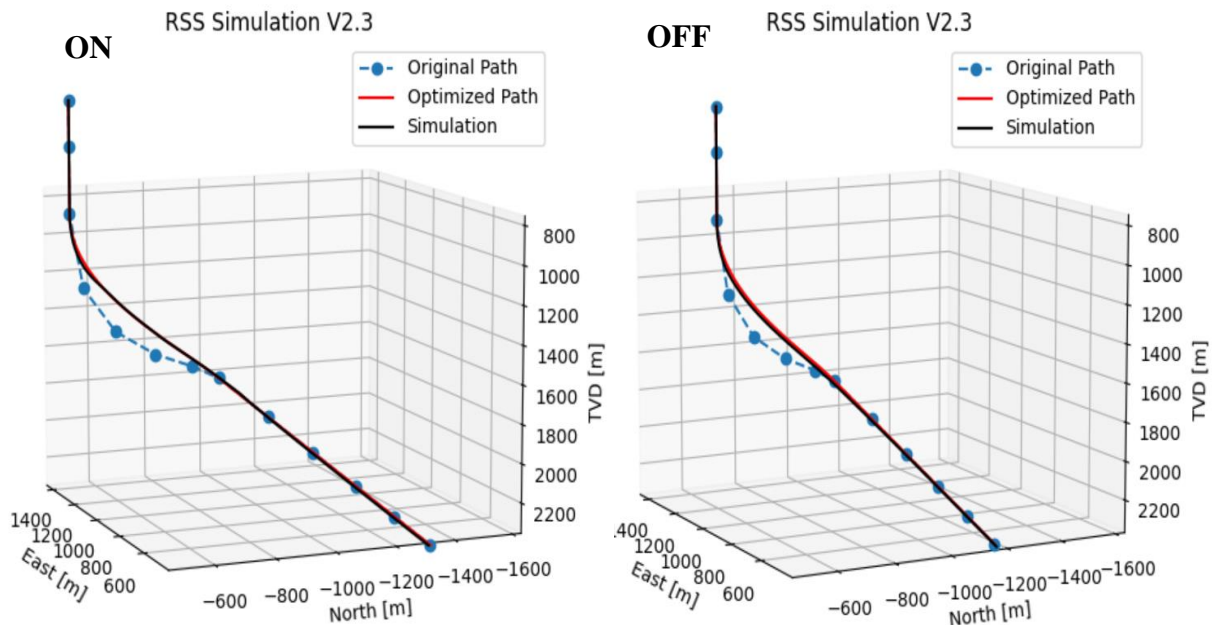 RSS Simulation V2.3
ON
Original Path
Optimized Path
Simulation
800
1000
1200
1400
1600
1800
2000
2200
TVD [m]
1400
1200
1000
800
600
East [m]
−600
−800
−1000
−1200
−1400
−1600
North [m]
RSS Simulation V2.3
OFF
Original Path
Optimized Path
Simulation
800
1000
1200
1400
1600
1800
2000
2200
TVD [m]
.400
1200
1000
800
600
East [m]
−600
−800
−1000
−1200
−1400
−1600
North [m]